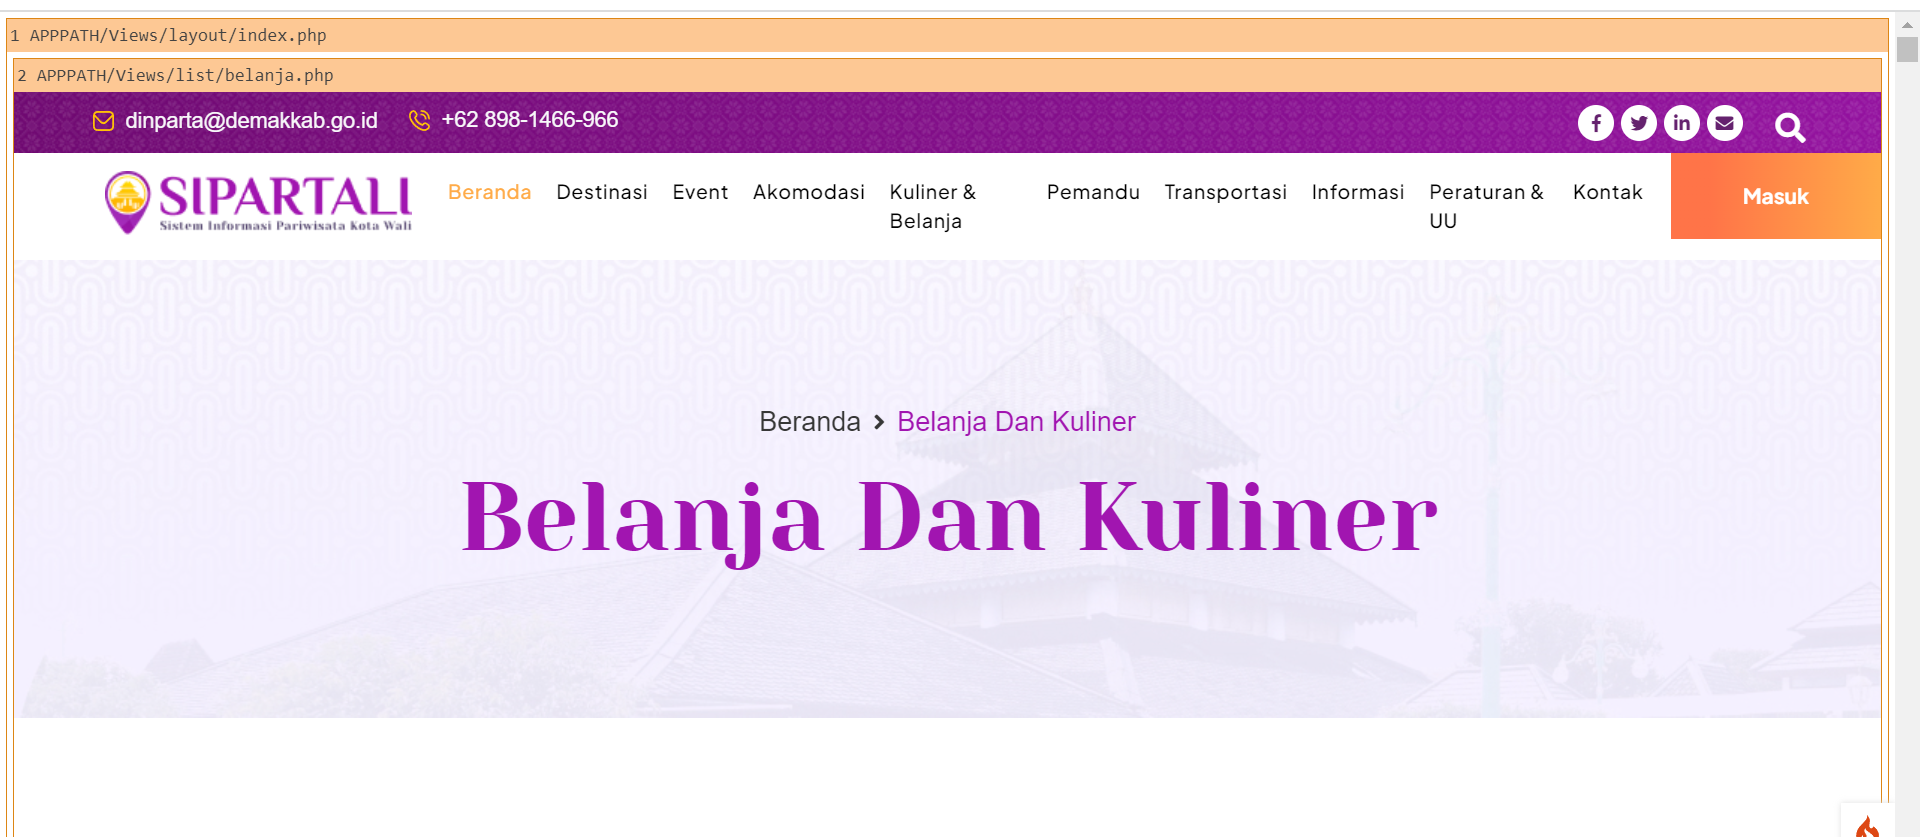 1 APPPATH/Views/layout/index.php
2 APPPATH/Views/list/belanja.php
dinparta@demakkab.go.id +62 898-1466-966
SIPARTALI
Sistem Informasi Pariwisata Kota Wali
Beranda Destinasi Event Akomodasi Kuliner & Belanja Pemandu Transportasi Informasi Peraturan & UU Kontak Masuk
Beranda > Belanja Dan Kuliner
Belanja Dan Kuliner